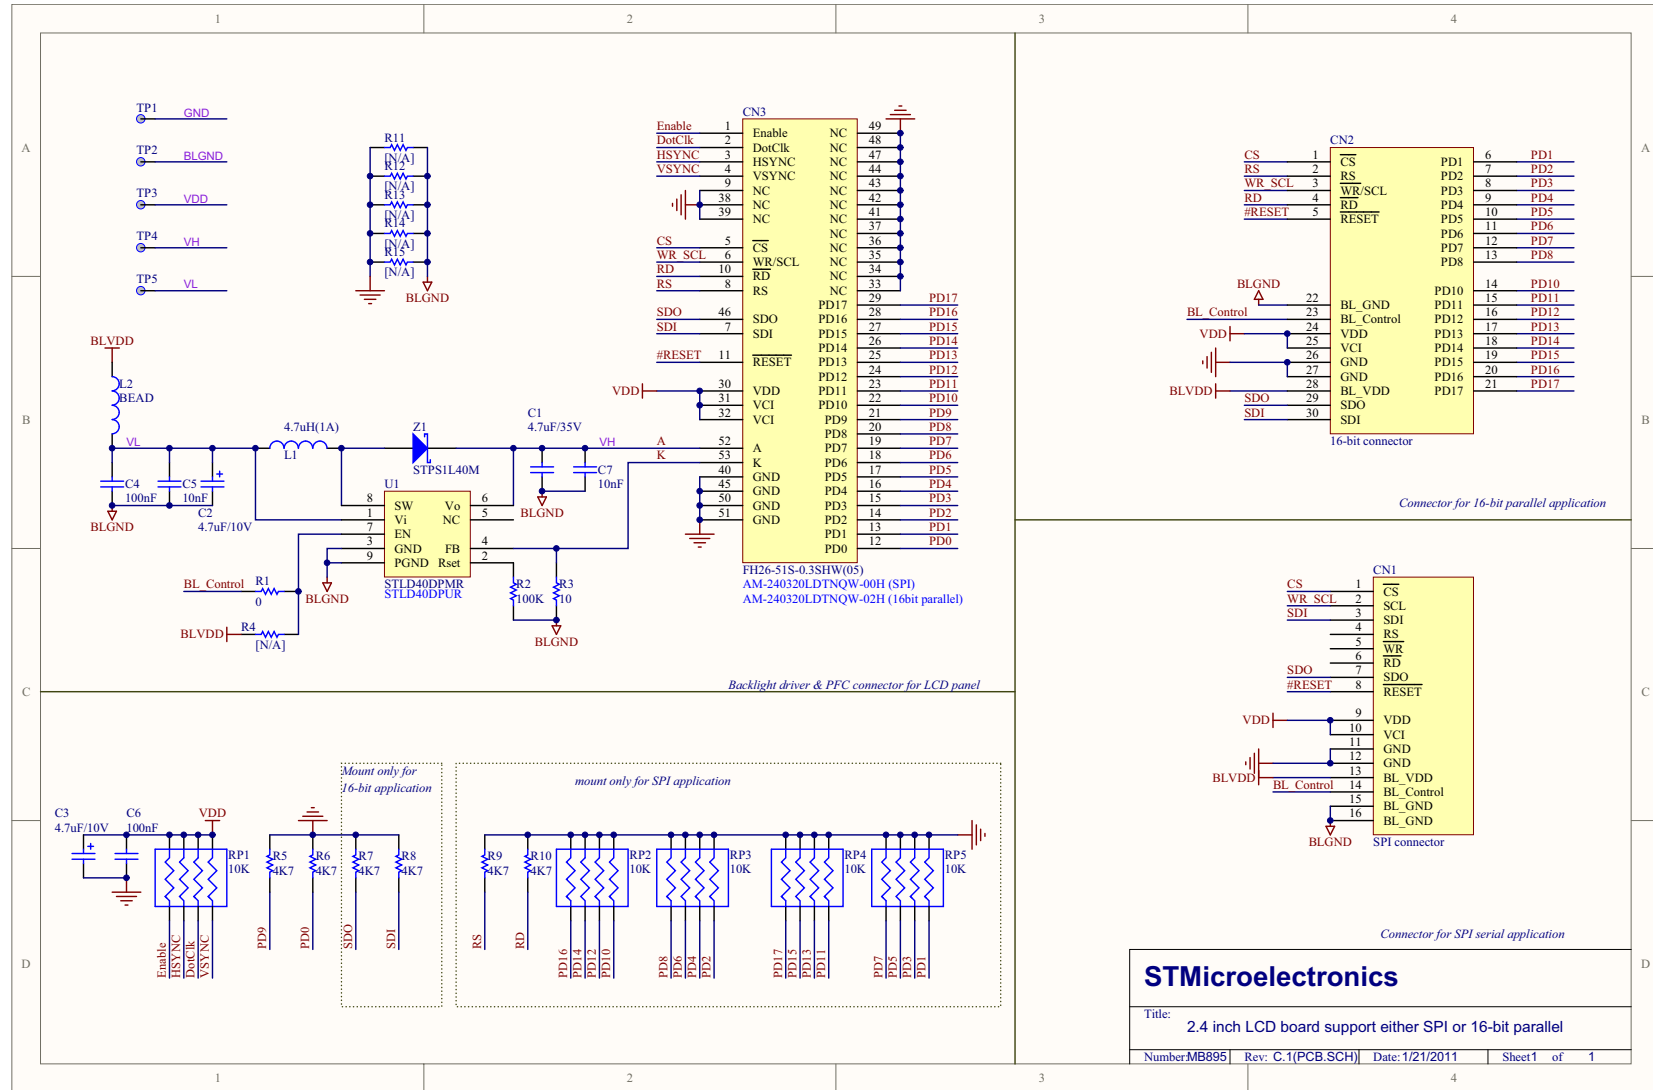 1 2 3 4
A
B
C
D
TP1 GND
TP2 BLGND
TP3 VDD
TP4 VH
TP5 VL
R11
[N/A]
R12
[N/A]
R13
[N/A]
R14
[N/A]
R15
[N/A]
BLGND
BLVDD
L2
BEAD
VL
C4
100nF
C5
10nF
C2
4.7uF/10V
BLGND
4.7uH(1A)
L1
Z1
STPS1L40M
C1
4.7uF/35V
VH
C7
10nF
BLGND
U1
8 SW Vo 6
1 Vi NC 5
7 EN
3 GND FB 4
9 PGND Rset 2
STLD40DPMR
STLD40DPUR
BLGND
BL_Control R1
0
BLVDD R4
[N/A]
R2
100K
R3
10
BLGND
CN3
Enable 1 Enable NC 49
DotClk 2 DotClk NC 48
HSYNC 3 HSYNC NC 47
VSYNC 4 VSYNC NC 44
9 NC NC 43
38 NC NC 42
39 NC NC 41
NC 37
CS 5 CS NC 36
WR_SCL 6 WR/SCL NC 35
RD 10 RD NC 34
RS 8 RS NC 33
PD17 29 PD17
SDO 46 SDO PD16 28 PD16
SDI 7 SDI PD15 27 PD15
PD14 26 PD14
#RESET 11 RESET PD13 25 PD13
PD12 24 PD12
VDD 30 VDD PD11 23 PD11
31 VCI PD10 22 PD10
32 VCI PD9 21 PD9
PD8 20 PD8
A 52 A PD7 19 PD7
K 53 K PD6 18 PD6
40 GND PD5 17 PD5
45 GND PD4 16 PD4
50 GND PD3 15 PD3
51 GND PD2 14 PD2
PD1 13 PD1
PD0 12 PD0
FH26-51S-0.3SHW(05)
AM-240320LDTNQW-00H (SPI)
AM-240320LDTNQW-02H (16bit parallel)
Backlight driver & PFC connector for LCD panel
CN2
CS 1 CS PD1 6 PD1
RS 2 RS PD2 7 PD2
WR_SCL 3 WR/SCL PD3 8 PD3
RD 4 RD PD4 9 PD4
#RESET 5 RESET PD5 10 PD5
PD6 11 PD6
PD7 12 PD7
PD8 13 PD8
BLGND
PD10 14 PD10
22 BL_GND PD11 15 PD11
BL_Control 23 BL_Control PD12 16 PD12
VDD 24 VDD PD13 17 PD13
25 VCI PD14 18 PD14
26 GND PD15 19 PD15
27 GND PD16 20 PD16
BLVDD 28 BL_VDD PD17 21 PD17
SDO 29 SDO
SDI 30 SDI
16-bit connector
Connector for 16-bit parallel application
CN1
CS 1 CS
WR_SCL 2 SCL
SDI 3 SDI
4 RS
5 WR
6 RD
SDO 7 SDO
#RESET 8 RESET
VDD 9 VDD
10 VCI
11 GND
12 GND
BLVDD 13 BL_VDD
BL_Control 14 BL_Control
15 BL_GND
16 BL_GND
BLGND
SPI connector
Connector for SPI serial application
C3
4.7uF/10V
C6
100nF
VDD
RP1
10K
Enable
HSYNC
DotClk
VSYNC
R5
4K7
PD9
R6
4K7
PD0
Mount only for
16-bit application
R7
4K7
SDO
R8
4K7
SDI
mount only for SPI application
R9
4K7
RS
R10
4K7
RD
RP2
10K
PD16
PD14
PD12
PD10
RP3
10K
PD8
PD6
PD4
PD2
RP4
10K
PD17
PD15
PD13
PD11
RP5
10K
PD7
PD5
PD3
PD1
STMicroelectronics
Title:
2.4 inch LCD board support either SPI or 16-bit parallel
Number:MB895 Rev: C.1(PCB.SCH) Date:1/21/2011 Sheet1 of 1
A
B
C
D
1 2 3 4